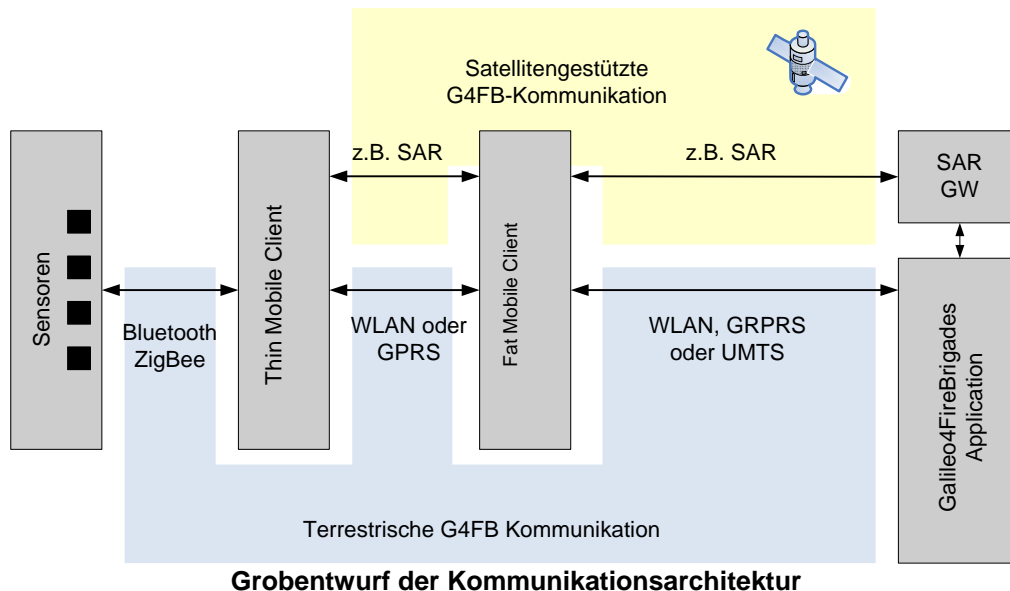 Satellitengestützte
G4FB-Kommunikation
z.B. SAR
z.B. SAR
SAR
GW
Sensoren
Thin Mobile Client
Fat Mobile Client
Bluetooth
ZigBee
WLAN oder
GPRS
WLAN, GRPRS
oder UMTS
Galileo4FireBrigades
Application
Terrestrische G4FB Kommunikation
Grobentwurf der Kommunikationsarchitektur